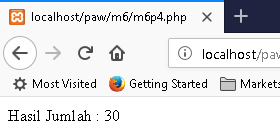 localhost/paw/m6/m6p4.php
localhost/paw
Most Visited Getting Started Markets
Hasil Jumlah : 30